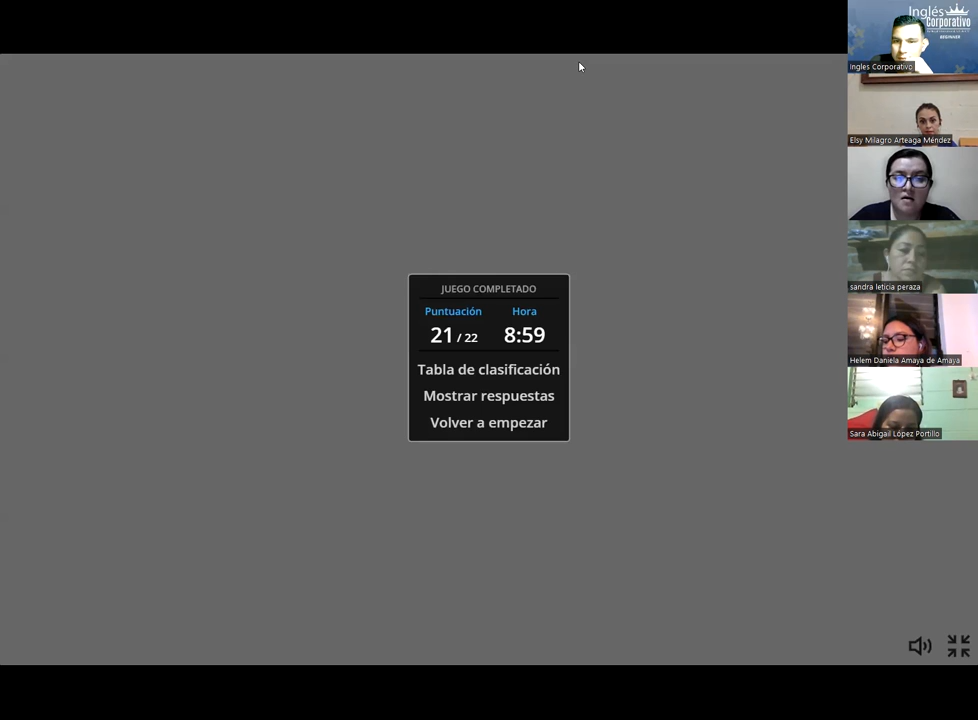 JUEGO COMPLETADO
Puntuación Hora
21 / 22 8:59
Tabla de clasificación
Mostrar respuestas
Volver a empezar
Inglés
Corporativo
BEGINNER
Ingles Corporativo
Elsy Milagro Arteaga Méndez
sandra leticia peraza
Helem Daniela Amaya de Amaya
Sara Abigail López Portillo